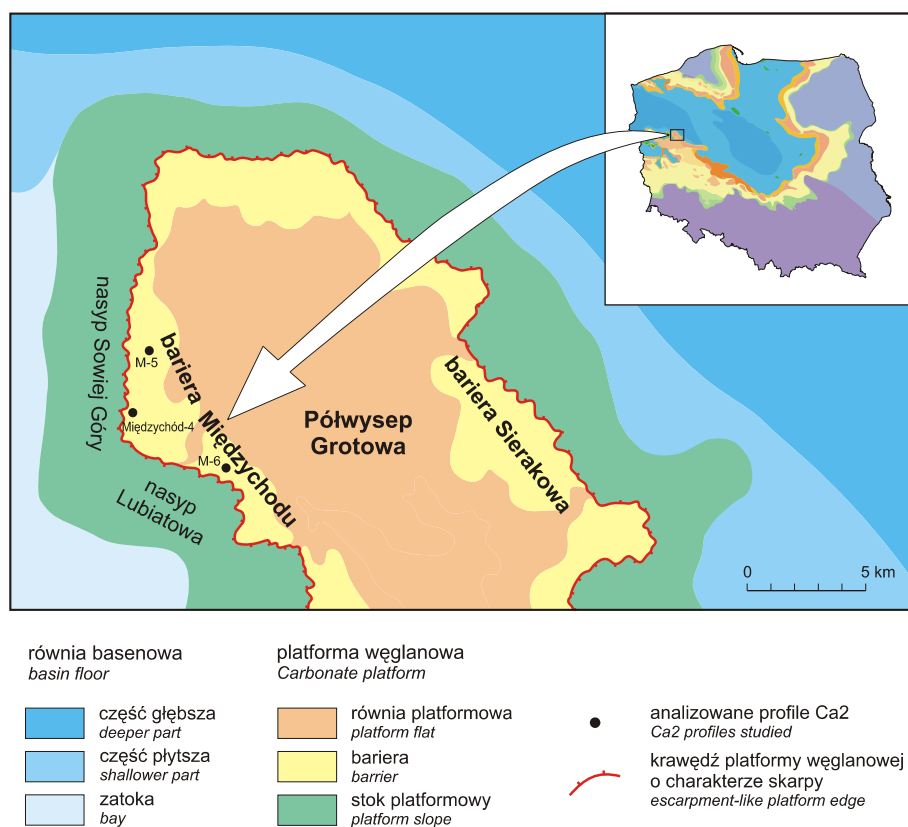 nasyp Sowiej Góry
M-5
bariera Międzychodu
Międzychód-4
M-6
nasyp
Lubiatowa
Półwysep
Grotowa
bariera Sierakowa
0
5 km
równia basenowa
basin floor
część głębsza
deeper part
część płytsza
shallower part
zatoka
bay
platforma węglanowa
Carbonate platform
równia platformowa
platform flat
bariera
barrier
stok platformowy
platform slope
analizowane profile Ca2
Ca2 profiles studied
krawędź platformy węglanowej
o charakterze skarpy
escarpment-like platform edge